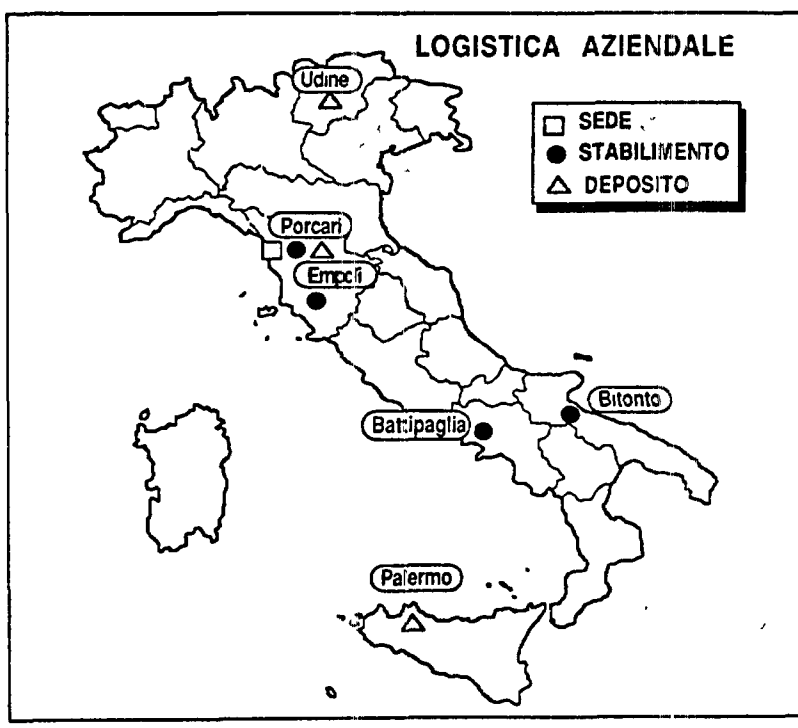 LOGISTICA AZIENDALE
Udine
SEDE
STABILIMENTO
DEPOSITO
Porcari
Empoli
Bitonto
Battipaglia
Palermo